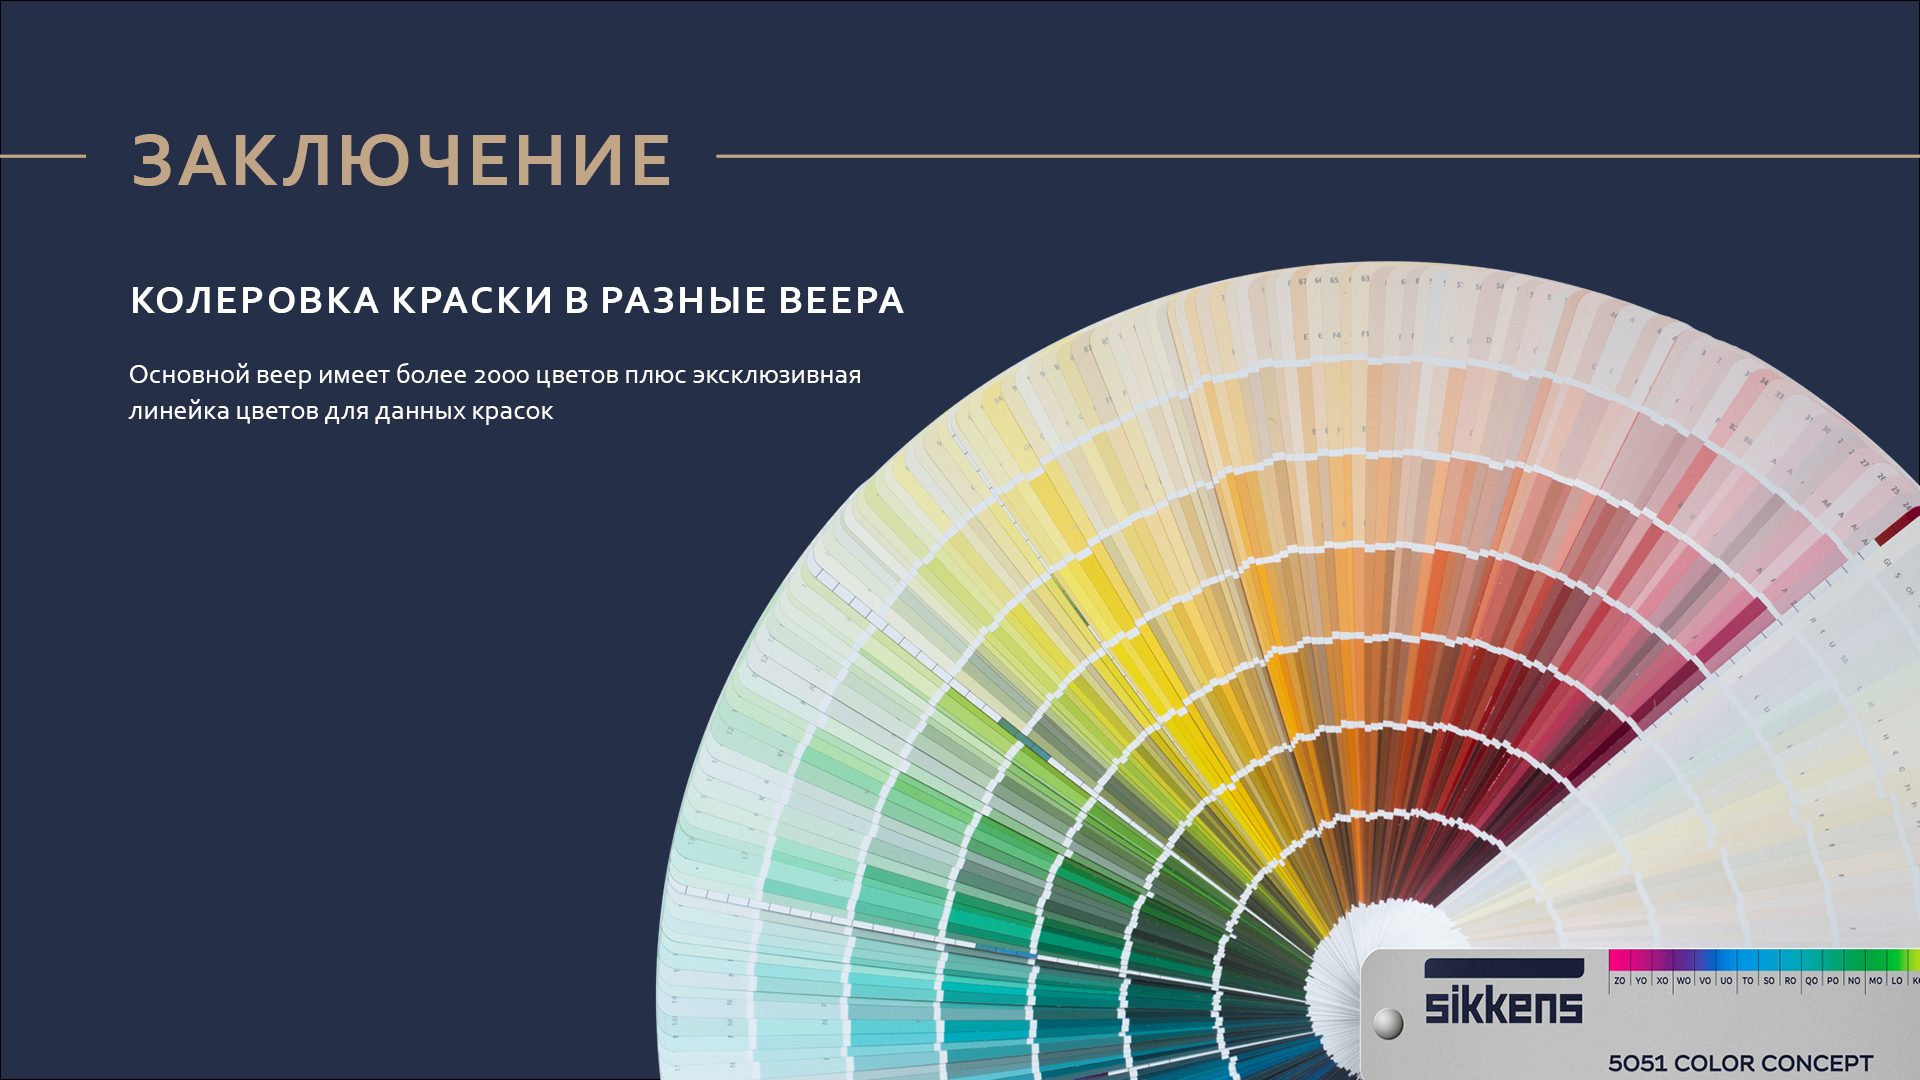 ЗАКЛЮЧЕНИЕ
КОЛЕРОВКА КРАСКИ В РАЗНЫЕ ВЕЕРА
Основной веер имеет более 2000 цветов плюс эксклюзивная
линейка цветов для данных красок
ZO YO XO WO VO UO TO SO RO QO PO NO MO LO
sikkens
5051 COLOR CONCEPT